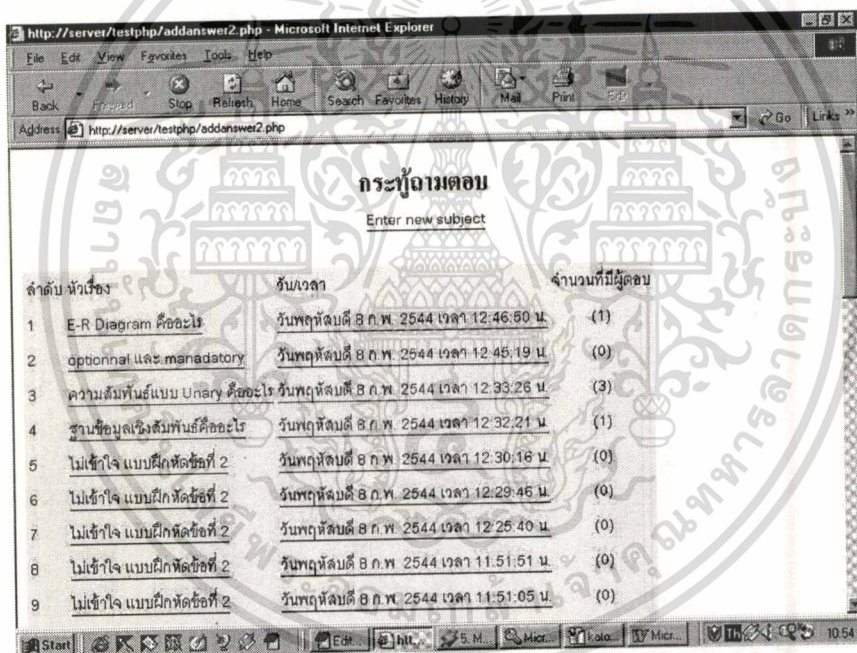 http://server/testphp/addanswer2.php - Microsoft Internet Explorer
File Edit View Favorites Tools Help
Back Forward Stop Refresh Home Search Favorites History Mail Print Edit
Address http://server/testphp/addanswer2.php Go Links »
กระทู้ถามตอบ
Enter new subject
ลำดับ หัวเรื่อง วัน/เวลา จำนวนที่มีผู้ตอบ
1 E-R Diagram คืออะไร วันพฤหัสบดี 8 ก.พ. 2544 เวลา 12:46:50 น. (1)
2 optionnal และ manadatory วันพฤหัสบดี 8 ก.พ. 2544 เวลา 12:45:19 น. (0)
3 ความสัมพันธ์แบบ Unary คืออะไร วันพฤหัสบดี 8 ก.พ. 2544 เวลา 12:33:26 น. (3)
4 ฐานข้อมูลเชิงสัมพันธ์คืออะไร วันพฤหัสบดี 8 ก.พ. 2544 เวลา 12:32:21 น. (1)
5 ไม่เข้าใจ แบบฝึกหัดข้อที่ 2 วันพฤหัสบดี 8 ก.พ. 2544 เวลา 12:30:16 น. (0)
6 ไม่เข้าใจ แบบฝึกหัดข้อที่ 2 วันพฤหัสบดี 8 ก.พ. 2544 เวลา 12:29:46 น. (0)
7 ไม่เข้าใจ แบบฝึกหัดข้อที่ 2 วันพฤหัสบดี 8 ก.พ. 2544 เวลา 12:25:40 น. (0)
8 ไม่เข้าใจ แบบฝึกหัดข้อที่ 2 วันพฤหัสบดี 8 ก.พ. 2544 เวลา 11:51:51 น. (0)
9 ไม่เข้าใจ แบบฝึกหัดข้อที่ 2 วันพฤหัสบดี 8 ก.พ. 2544 เวลา 11:51:05 น. (0)
Start Edit... htt... 5. M... Micr... kata... Micr... Th 10:54